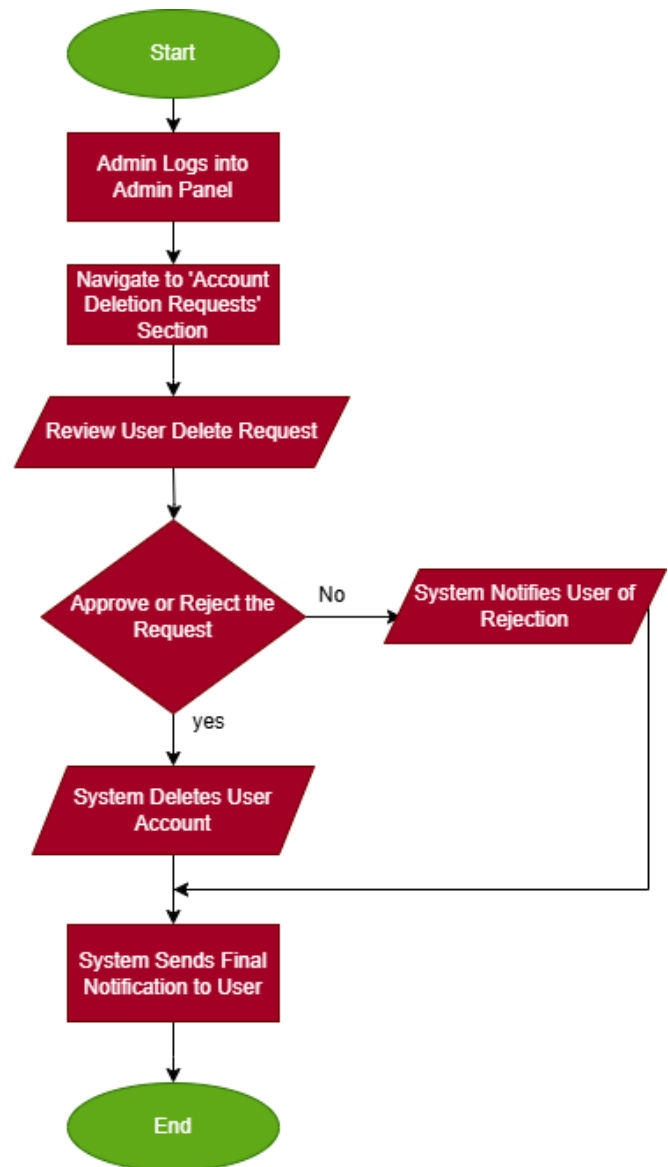 Start
Admin Logs into
Admin Panel
Navigate to 'Account
Deletion Requests'
Section
Review User Delete Request
Approve or Reject the
Request
No
System Notifies User of
Rejection
yes
System Deletes User
Account
System Sends Final
Notification to User
End